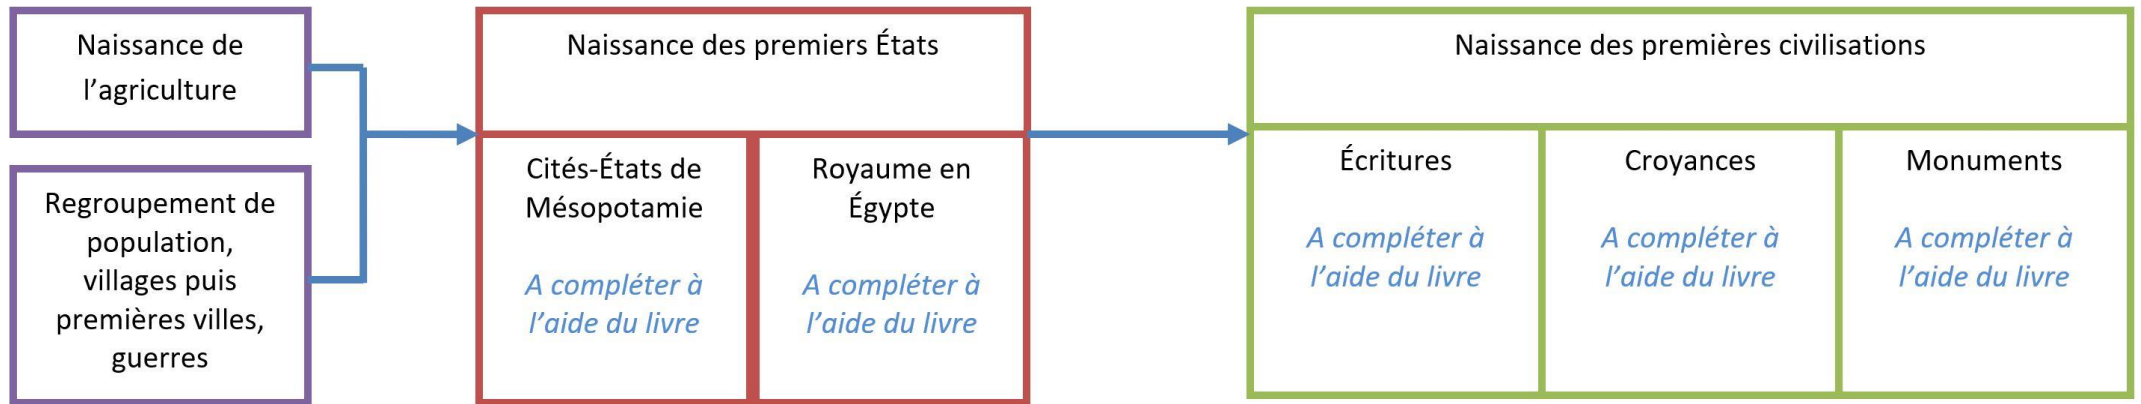 Naissance de
l’agriculture
Regroupement de
population,
villages puis
premières villes,
guerres
Naissance des premiers États
Cités-États de
Mésopotamie
A compléter à
l’aide du livre
Royaume en
Égypte
A compléter à
l’aide du livre
Naissance des premières civilisations
Écritures
A compléter à
l’aide du livre
Croyances
A compléter à
l’aide du livre
Monuments
A compléter à
l’aide du livre